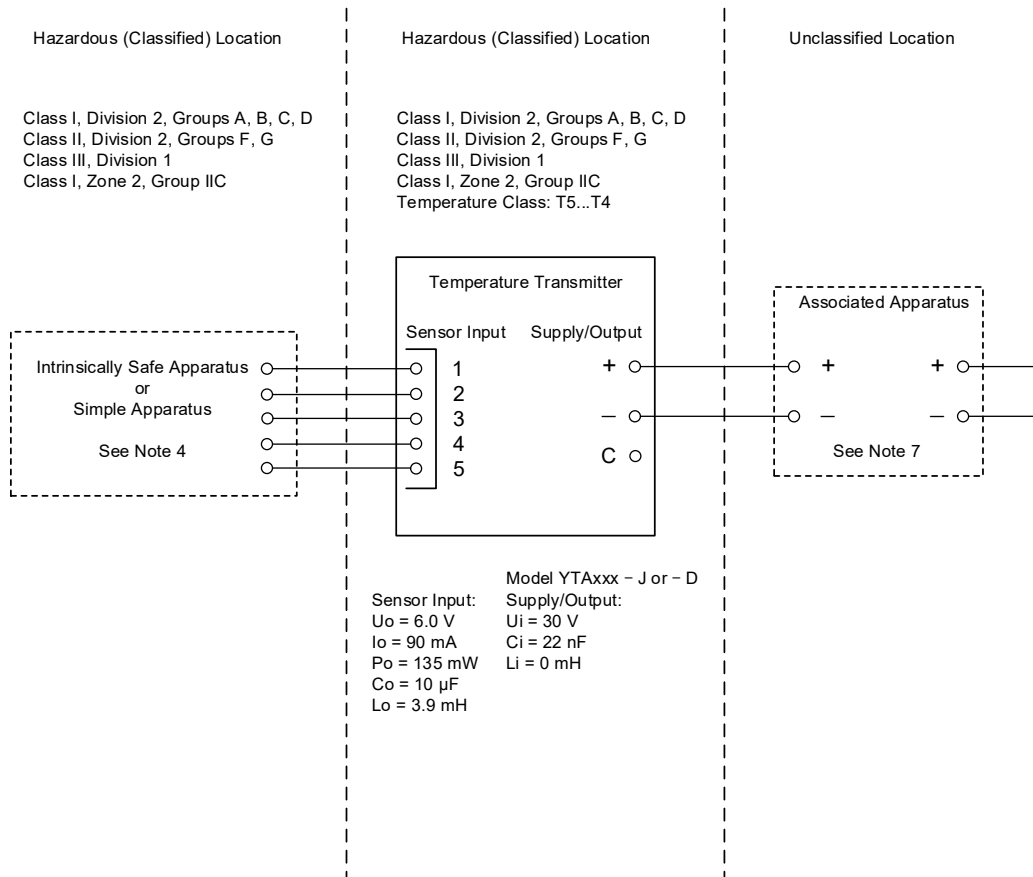 Hazardous (Classified) Location
Class I, Division 2, Groups A, B, C, D
Class II, Division 2, Groups F, G
Class III, Division 1
Class I, Zone 2, Group IIC
Hazardous (Classified) Location
Class I, Division 2, Groups A, B, C, D
Class II, Division 2, Groups F, G
Class III, Division 1
Class I, Zone 2, Group IIC
Temperature Class: T5...T4
Unclassified Location
Intrinsically Safe Apparatus
or
Simple Apparatus
See Note 4
Temperature Transmitter
Sensor Input
1
2
3
4
5
Supply/Output
+
−
C
Associated Apparatus
+ +
− −
See Note 7
Model YTAxxx − J or − D
Sensor Input:
Uo = 6.0 V
Io = 90 mA
Po = 135 mW
Co = 10 µF
Lo = 3.9 mH
Supply/Output:
Ui = 30 V
Ci = 22 nF
Li = 0 mH